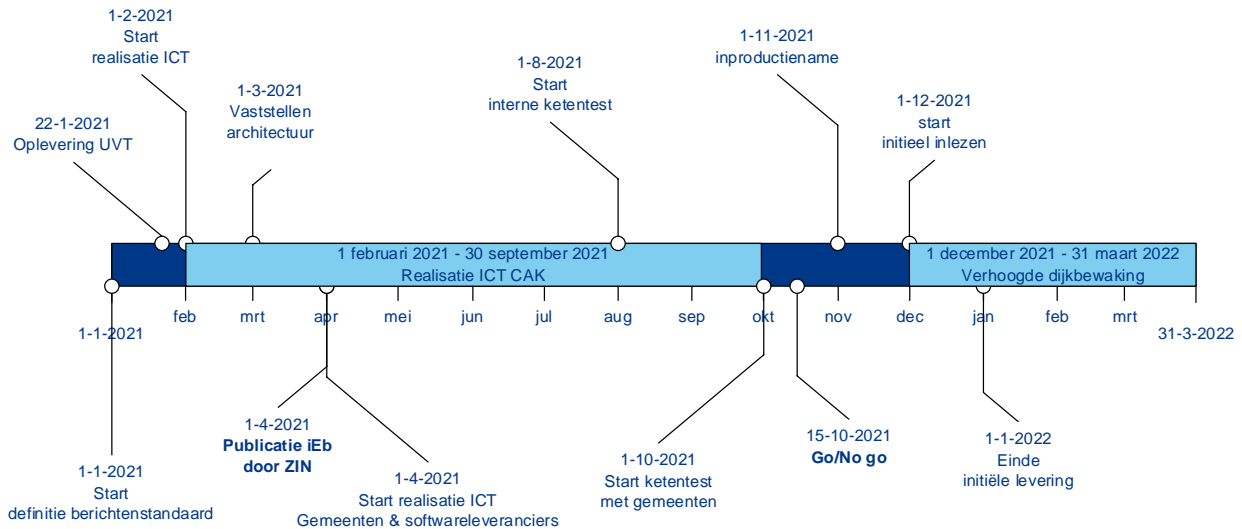 1-2-2021
Start
realisatie ICT
22-1-2021
Oplevering UVT
1-3-2021
Vaststellen
architectuur
1-8-2021
Start
interne ketentest
1-11-2021
inproductiename
1-12-2021
start
initieel inlezen
1 februari 2021 - 30 september 2021
Realisatie ICT CAK
1 december 2021 - 31 maart 2022
Verhoogde dijkbewaking
1-1-2021
feb
mrt
apr
mei
jun
jul
aug
sep
okt
nov
dec
jan
feb
mrt
31-3-2022
1-1-2021
Start
definitie berichtenstandaard
1-4-2021
Publicatie iEb
door ZIN
1-4-2021
Start realisatie ICT
Gemeenten & softwareleveranciers
1-10-2021
Start ketentest
met gemeenten
15-10-2021
Go/No go
1-1-2022
Einde
initiële levering